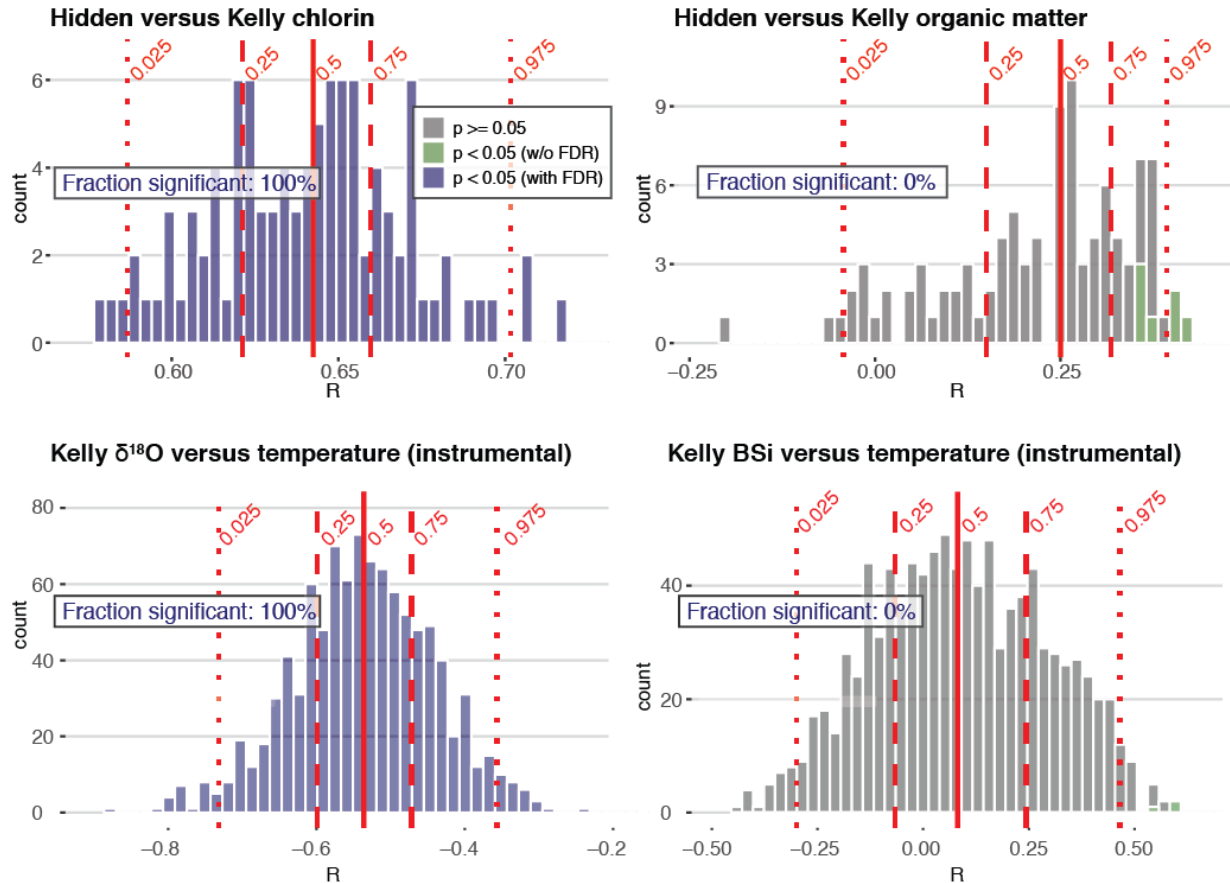 Hidden versus Kelly chlorin
0.025
0.25
0.5
0.75
0.975
6
4
2
0
count
p >= 0.05
p < 0.05 (w/o FDR)
p < 0.05 (with FDR)
Fraction significant: 100%
0.60
0.65
0.70
R
Hidden versus Kelly organic matter
0.025
0.25
0.5
0.75
0.975
9
6
3
0
count
Fraction significant: 0%
−0.25
0.00
0.25
R
Kelly δ¹⁸O versus temperature (instrumental)
0.025
0.25
0.5
0.75
0.975
80
60
40
20
0
count
Fraction significant: 100%
−0.8
−0.6
−0.4
−0.2
R
Kelly BSi versus temperature (instrumental)
0.025
0.25
0.5
0.75
0.975
40
20
0
count
Fraction significant: 0%
−0.50
−0.25
0.00
0.25
0.50
R